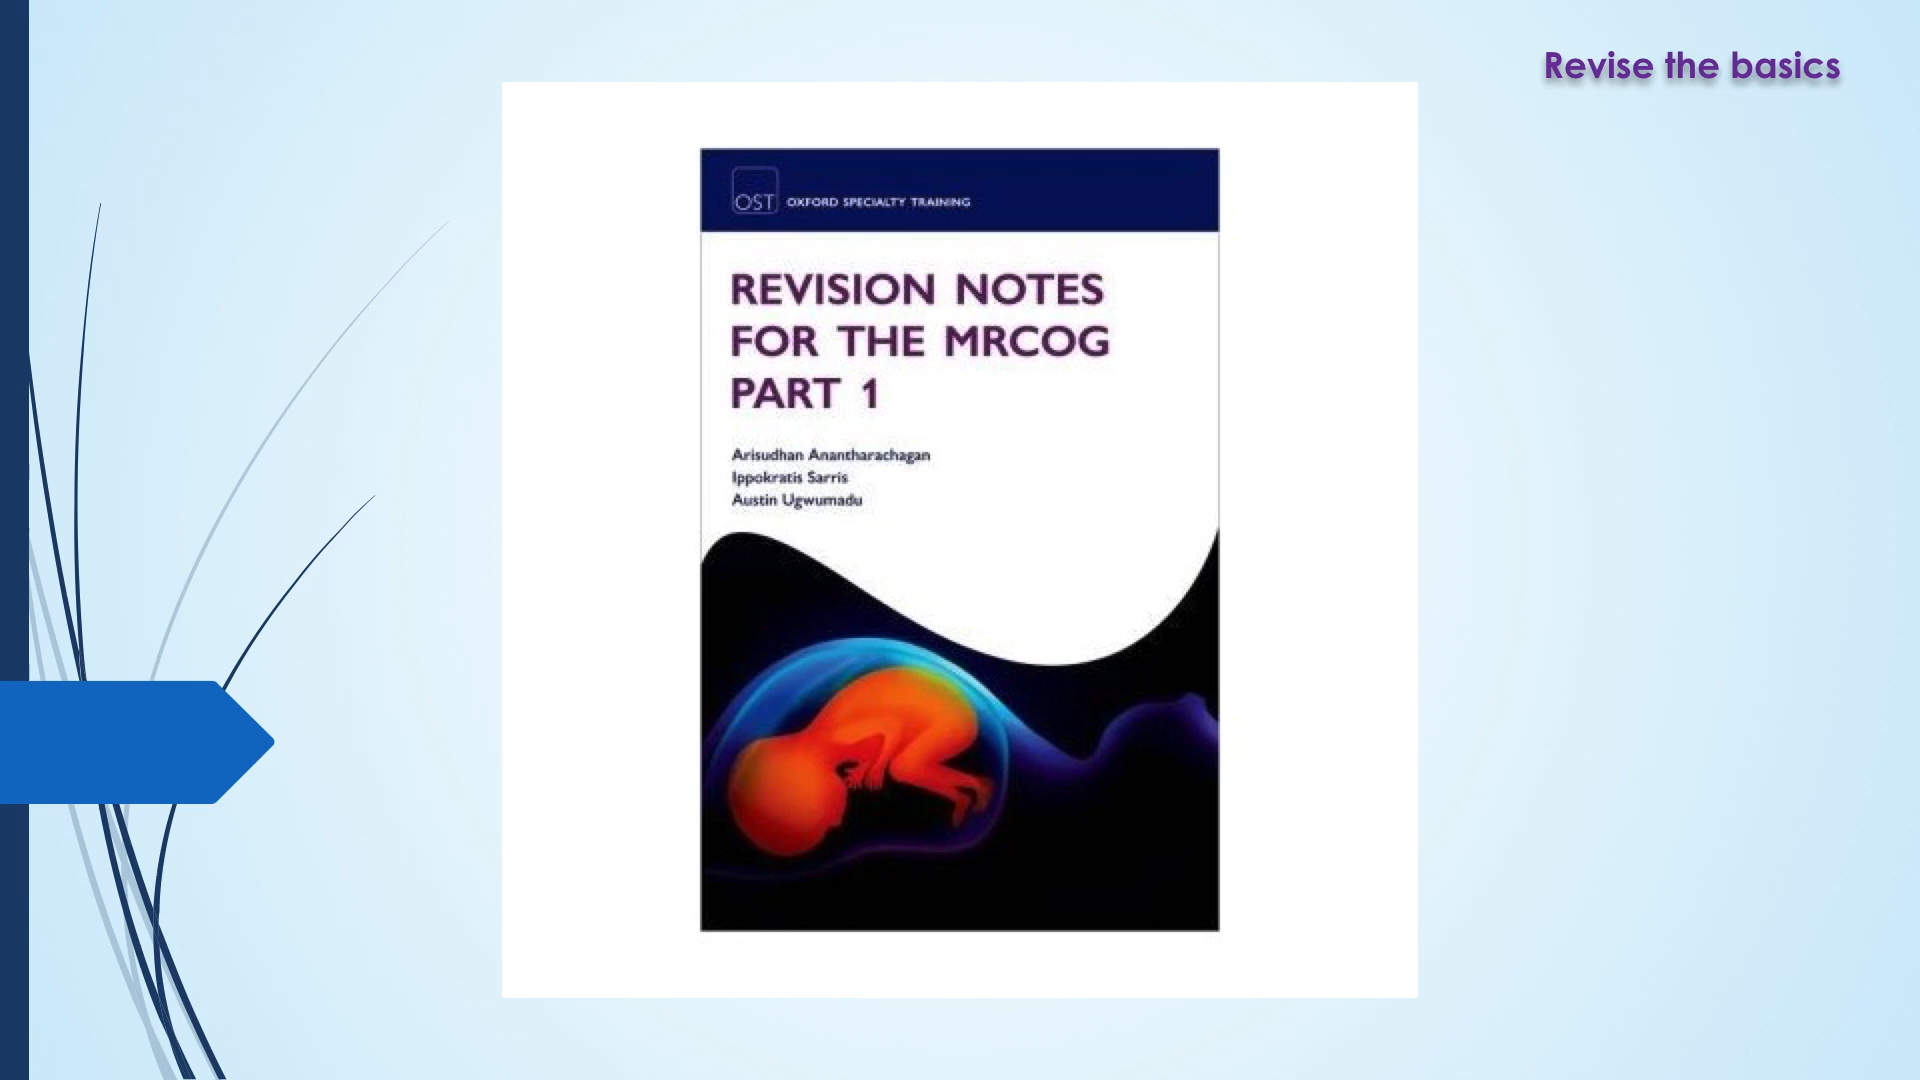 Revise the basics
OST OXFORD SPECIALTY TRAINING
REVISION NOTES
FOR THE MRCOG
PART 1
Arisudhan Anantharachagan
Ippokratis Sarris
Austin Ugwumadu